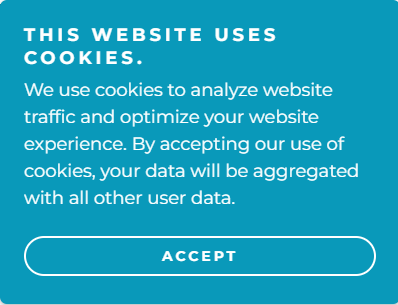 THIS WEBSITE USES
COOKIES.
We use cookies to analyze website
traffic and optimize your website
experience. By accepting our use of
cookies, your data will be aggregated
with all other user data.
ACCEPT